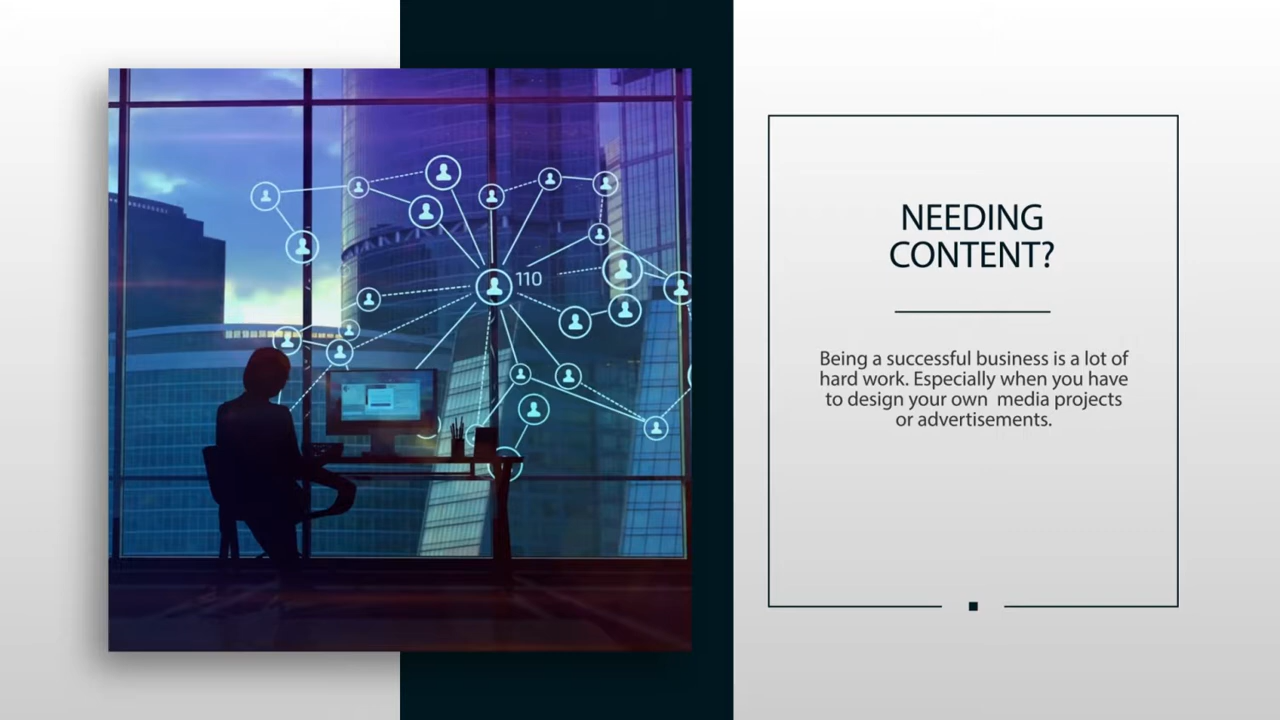 110
NEEDING
CONTENT?
Being a successful business is a lot of
hard work. Especially when you have
to design your own  media projects
or advertisements.